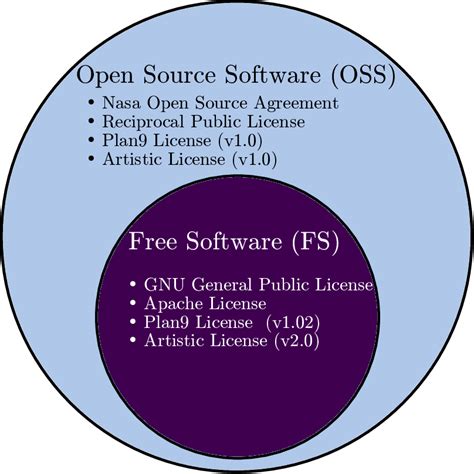 Open Source Software (OSS)
• Nasa Open Source Agreement
• Reciprocal Public License
• Plan9 License (v1.0)
• Artistic License (v1.0)
Free Software (FS)
• GNU General Public License
• Apache License
• Plan9 License (v1.02)
• Artistic License (v2.0)